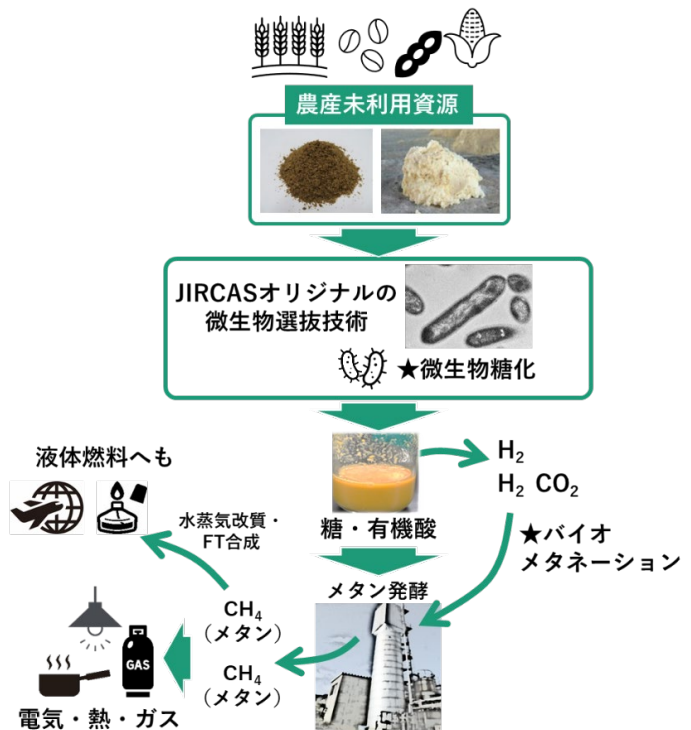 農産未利用資源
JIRCASオリジナルの
微生物選抜技術
★微生物糖化
液体燃料へも
H₂
H₂ CO₂
糖・有機酸
水蒸気改質・
FT合成
★バイオ
メタネーション
メタン発酵
CH₄
（メタン）
CH₄
（メタン）
GAS
電気・熱・ガス